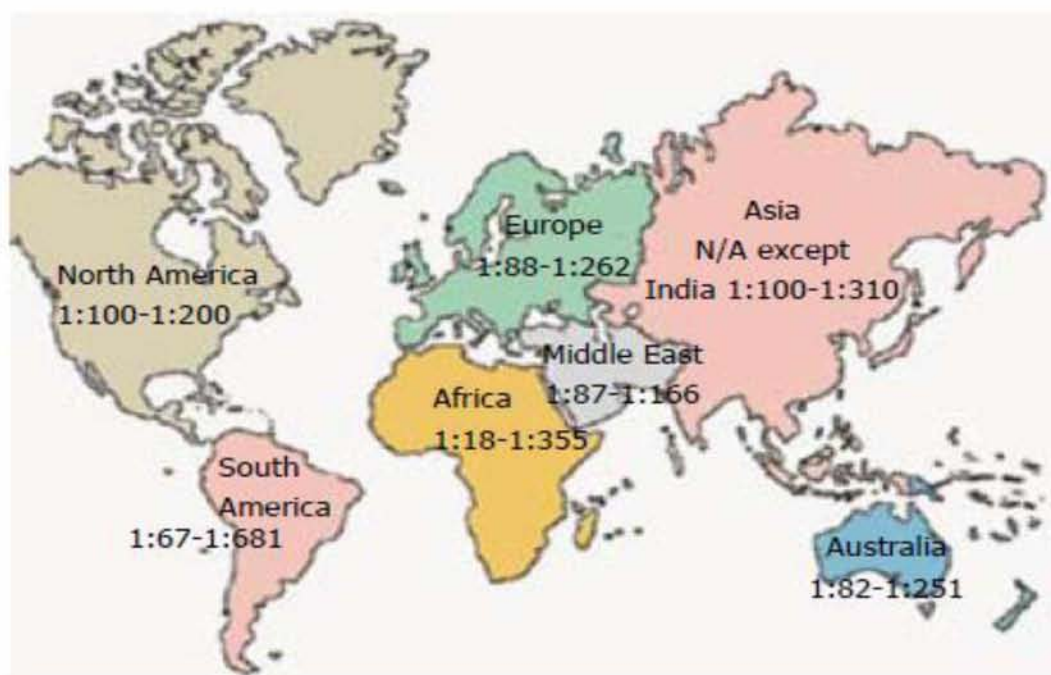 North America
1:100-1:200
Europe
1:88-1:262
Asia
N/A except
India 1:100-1:310
Middle East
1:87-1:166
Africa
1:18-1:355
South
America
1:67-1:681
Australia
1:82-1:251